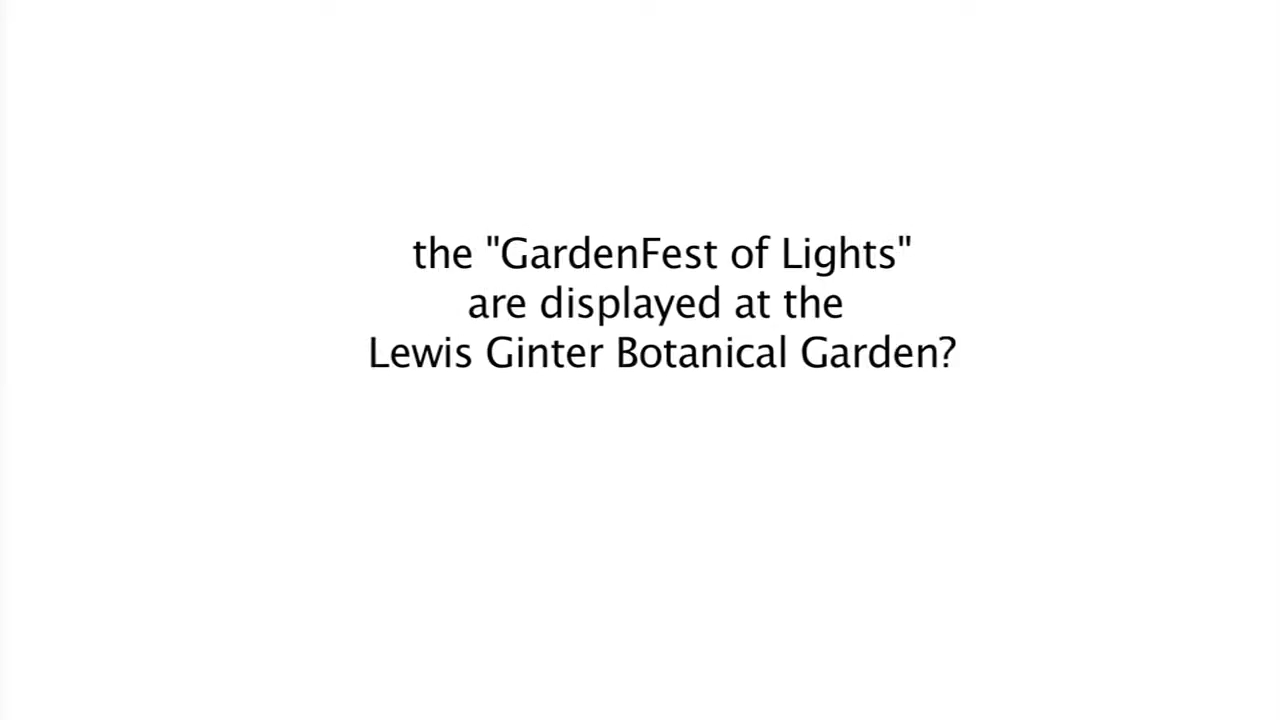 the "GardenFest of Lights"
are displayed at the
Lewis Ginter Botanical Garden?